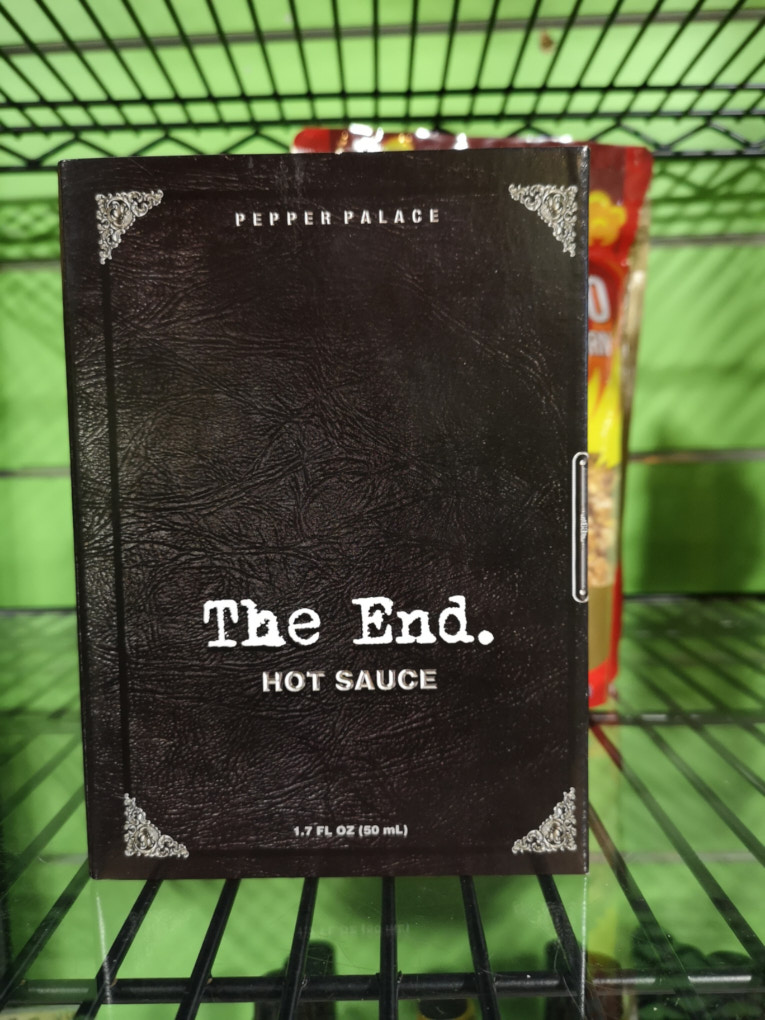 PEPPER PALACE
The End.
HOT SAUCE
1.7 FL OZ (50 mL)